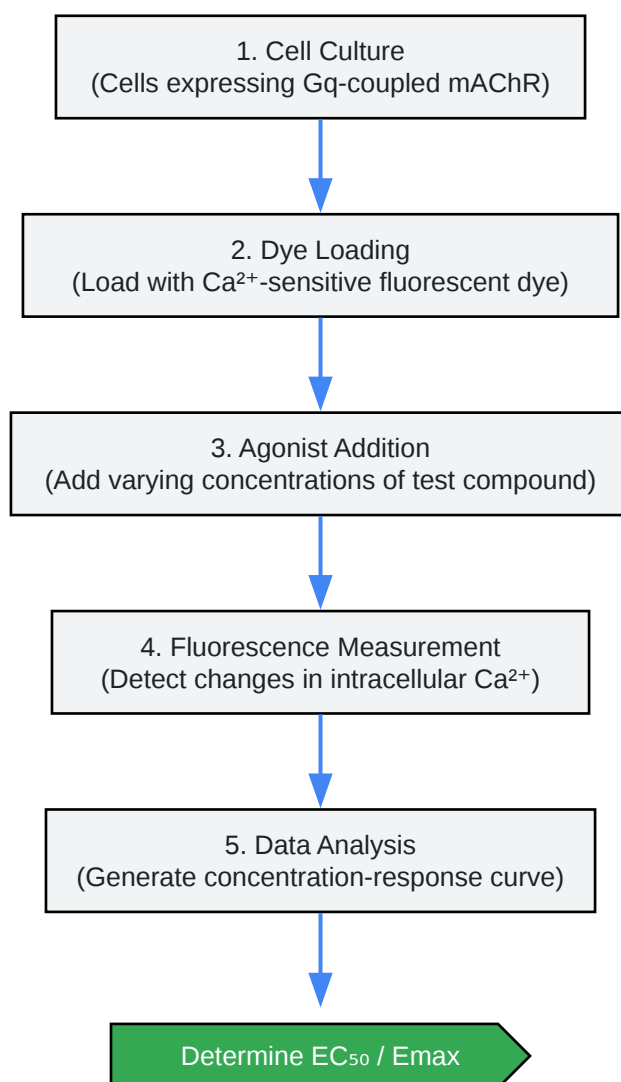 1. Cell Culture
(Cells expressing Gq-coupled mAChR)
2. Dye Loading
(Load with Ca²⁺-sensitive fluorescent dye)
3. Agonist Addition
(Add varying concentrations of test compound)
4. Fluorescence Measurement
(Detect changes in intracellular Ca²⁺)
5. Data Analysis
(Generate concentration-response curve)
Determine EC₅₀ / Emax